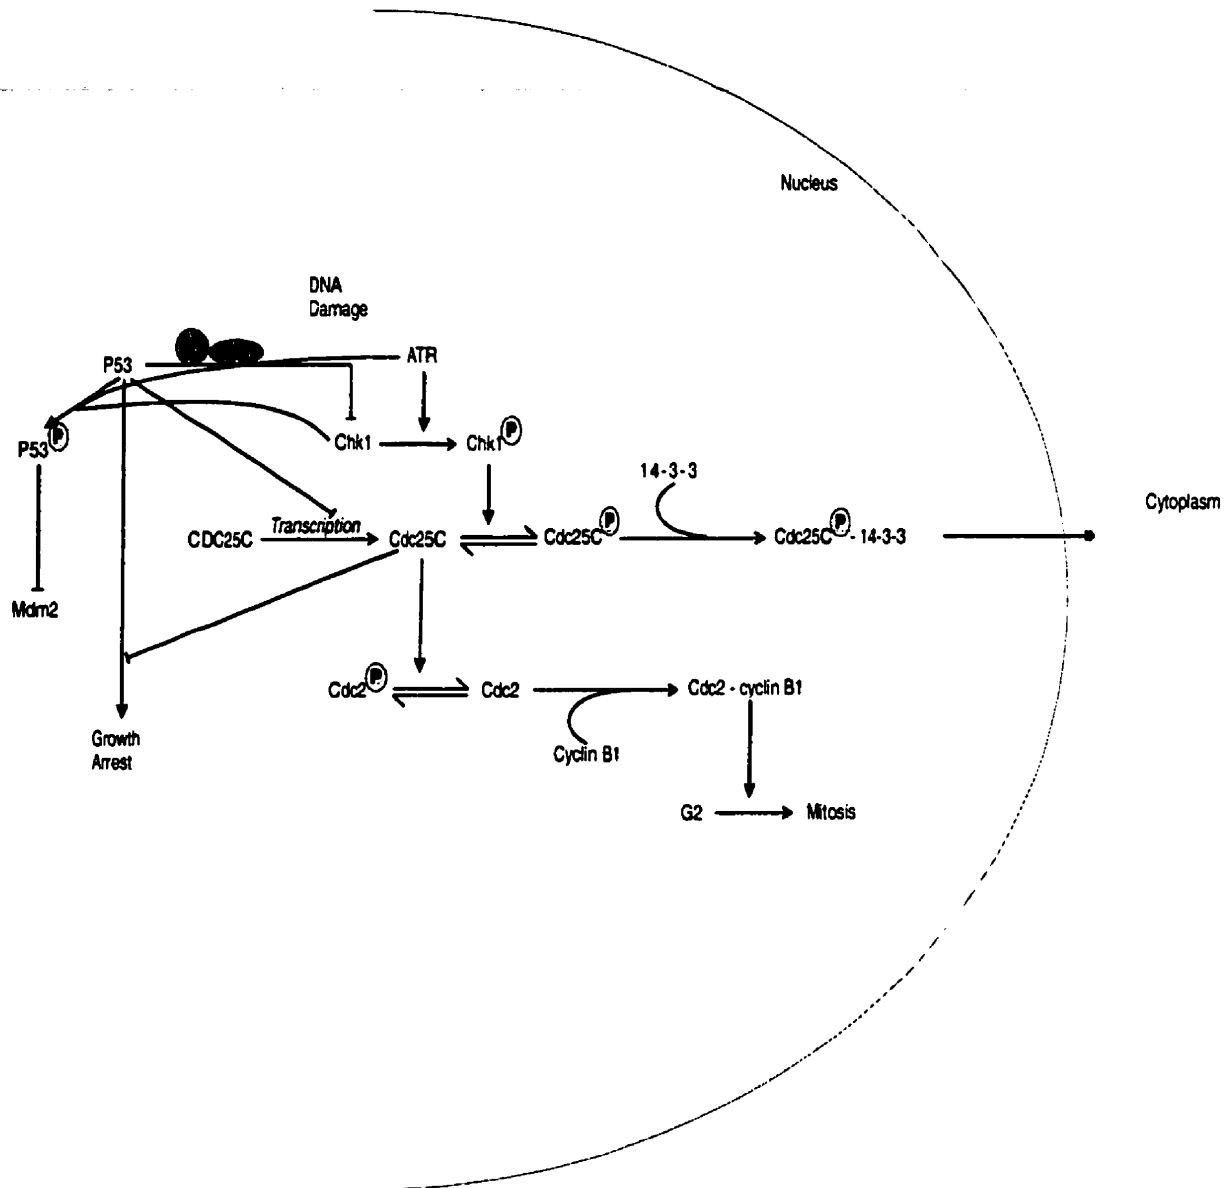 Nucleus
DNA
Damage
P53
ATR
P53 P
Chk1
Chk1 P
14-3-3
Cytoplasm
CDC25C
Transcription
Cdc25C
Cdc25C P
Cdc25C P - 14-3-3
Mdm2
Cdc2 P
Cdc2
Cdc2 - cyclin B1
Growth
Arrest
Cyclin B1
G2
Mitosis